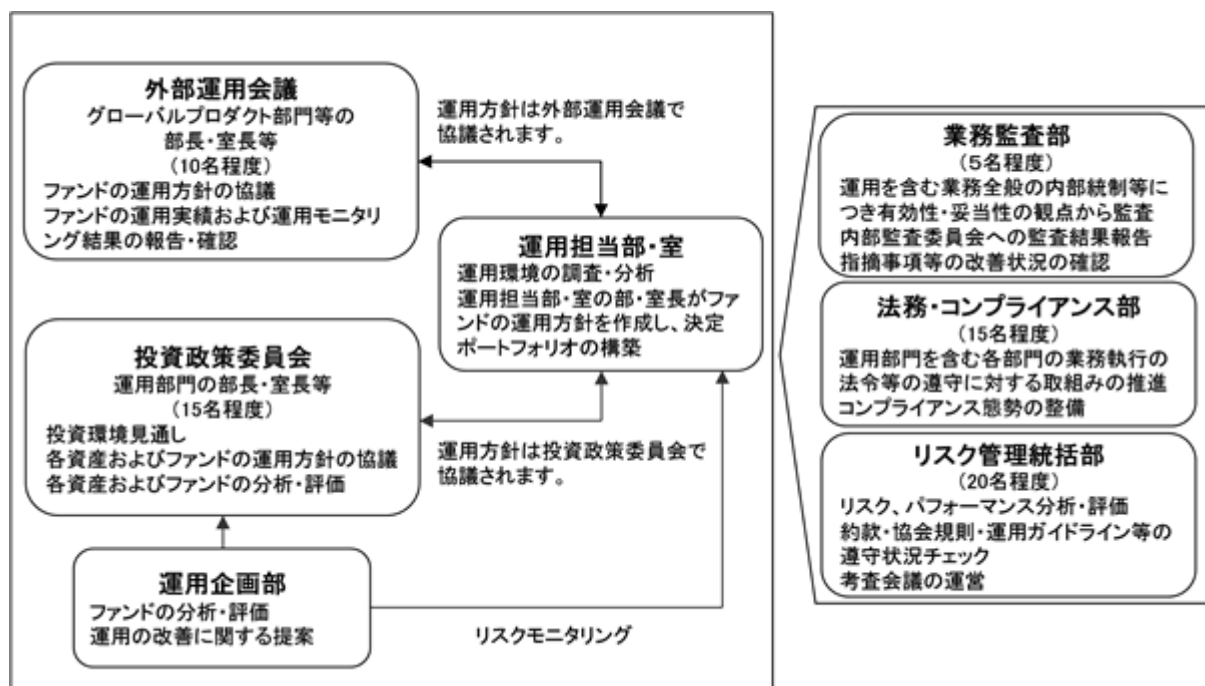 外部運用会議
グローバルプロダクト部門等の
部長・室長等
(10名程度)
ファンドの運用方針の協議
ファンドの運用実績および運用モニタリ
ング結果の報告・確認
運用方針は外部運用会議で
協議されます。
運用担当部・室
運用環境の調査・分析
運用担当部・室の部・室長がファ
ンドの運用方針を作成し、決定
ポートフォリオの構築
投資政策委員会
運用部門の部長・室長等
(15名程度)
投資環境見通し
各資産およびファンドの運用方針の協議
各資産およびファンドの分析・評価
運用方針は投資政策委員会で
協議されます。
運用企画部
ファンドの分析・評価
運用の改善に関する提案
リスクモニタリング
業務監査部
(5名程度)
運用を含む業務全般の内部統制等に
つき有効性・妥当性の観点から監査
内部監査委員会への監査結果報告
指摘事項等の改善状況の確認
法務・コンプライアンス部
(15名程度)
運用部門を含む各部門の業務執行の
法令等の遵守に対する取組みの推進
コンプライアンス態勢の整備
リスク管理統括部
(20名程度)
リスク、パフォーマンス分析・評価
約款・協会規則・運用ガイドライン等の
遵守状況チェック
考査会議の運営